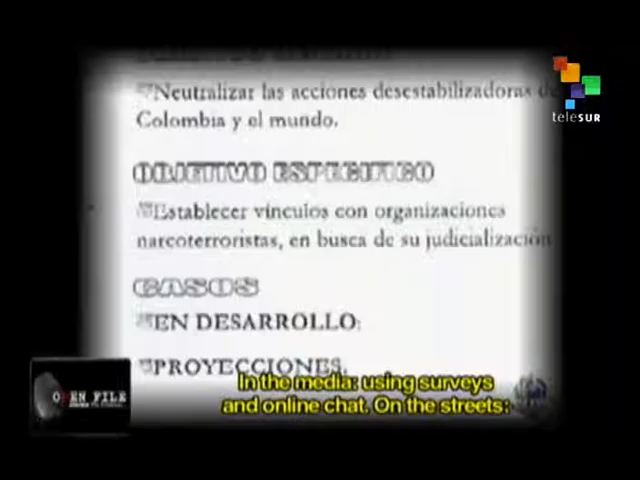 Neutralizar las acciones desestabilizadoras de
Colombia y el mundo.
OBJETIVO ESPECIFICO
Establecer vínculos con organizaciones
narcoterroristas, en busca de su judicialización
CASOS
EN DESARROLLO:
PROYECCIONES.
In the media: using surveys
and online chat. On the streets:
teleSUR
OPEN FILE